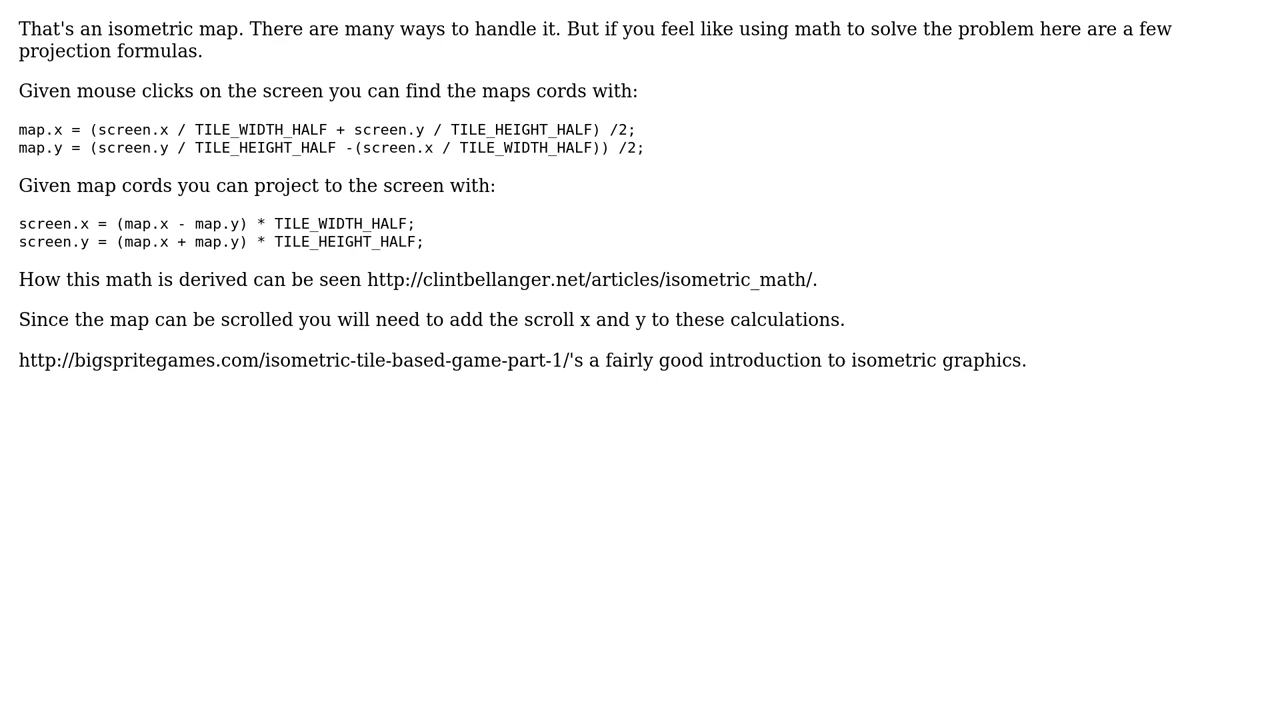 That's an isometric map. There are many ways to handle it. But if you feel like using math to solve the problem here are a few
projection formulas.
Given mouse clicks on the screen you can find the maps cords with:
map.x = (screen.x / TILE_WIDTH_HALF + screen.y / TILE_HEIGHT_HALF) /2;
map.y = (screen.y / TILE_HEIGHT_HALF -(screen.x / TILE_WIDTH_HALF)) /2;
Given map cords you can project to the screen with:
screen.x = (map.x - map.y) * TILE_WIDTH_HALF;
screen.y = (map.x + map.y) * TILE_HEIGHT_HALF;
How this math is derived can be seen http://clintbellanger.net/articles/isometric_math/.
Since the map can be scrolled you will need to add the scroll x and y to these calculations.
http://bigspritegames.com/isometric-tile-based-game-part-1/'s a fairly good introduction to isometric graphics.